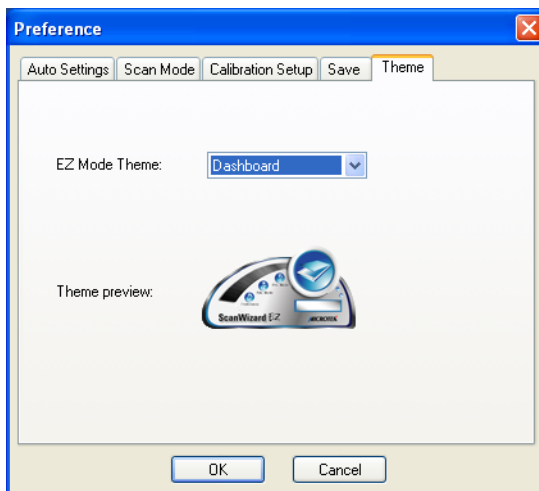 Preference
Auto Settings Scan Mode Calibration Setup Save Theme
EZ Mode Theme: Dashboard
Theme preview:
ScanWizard EZ MICROTEK
OK Cancel